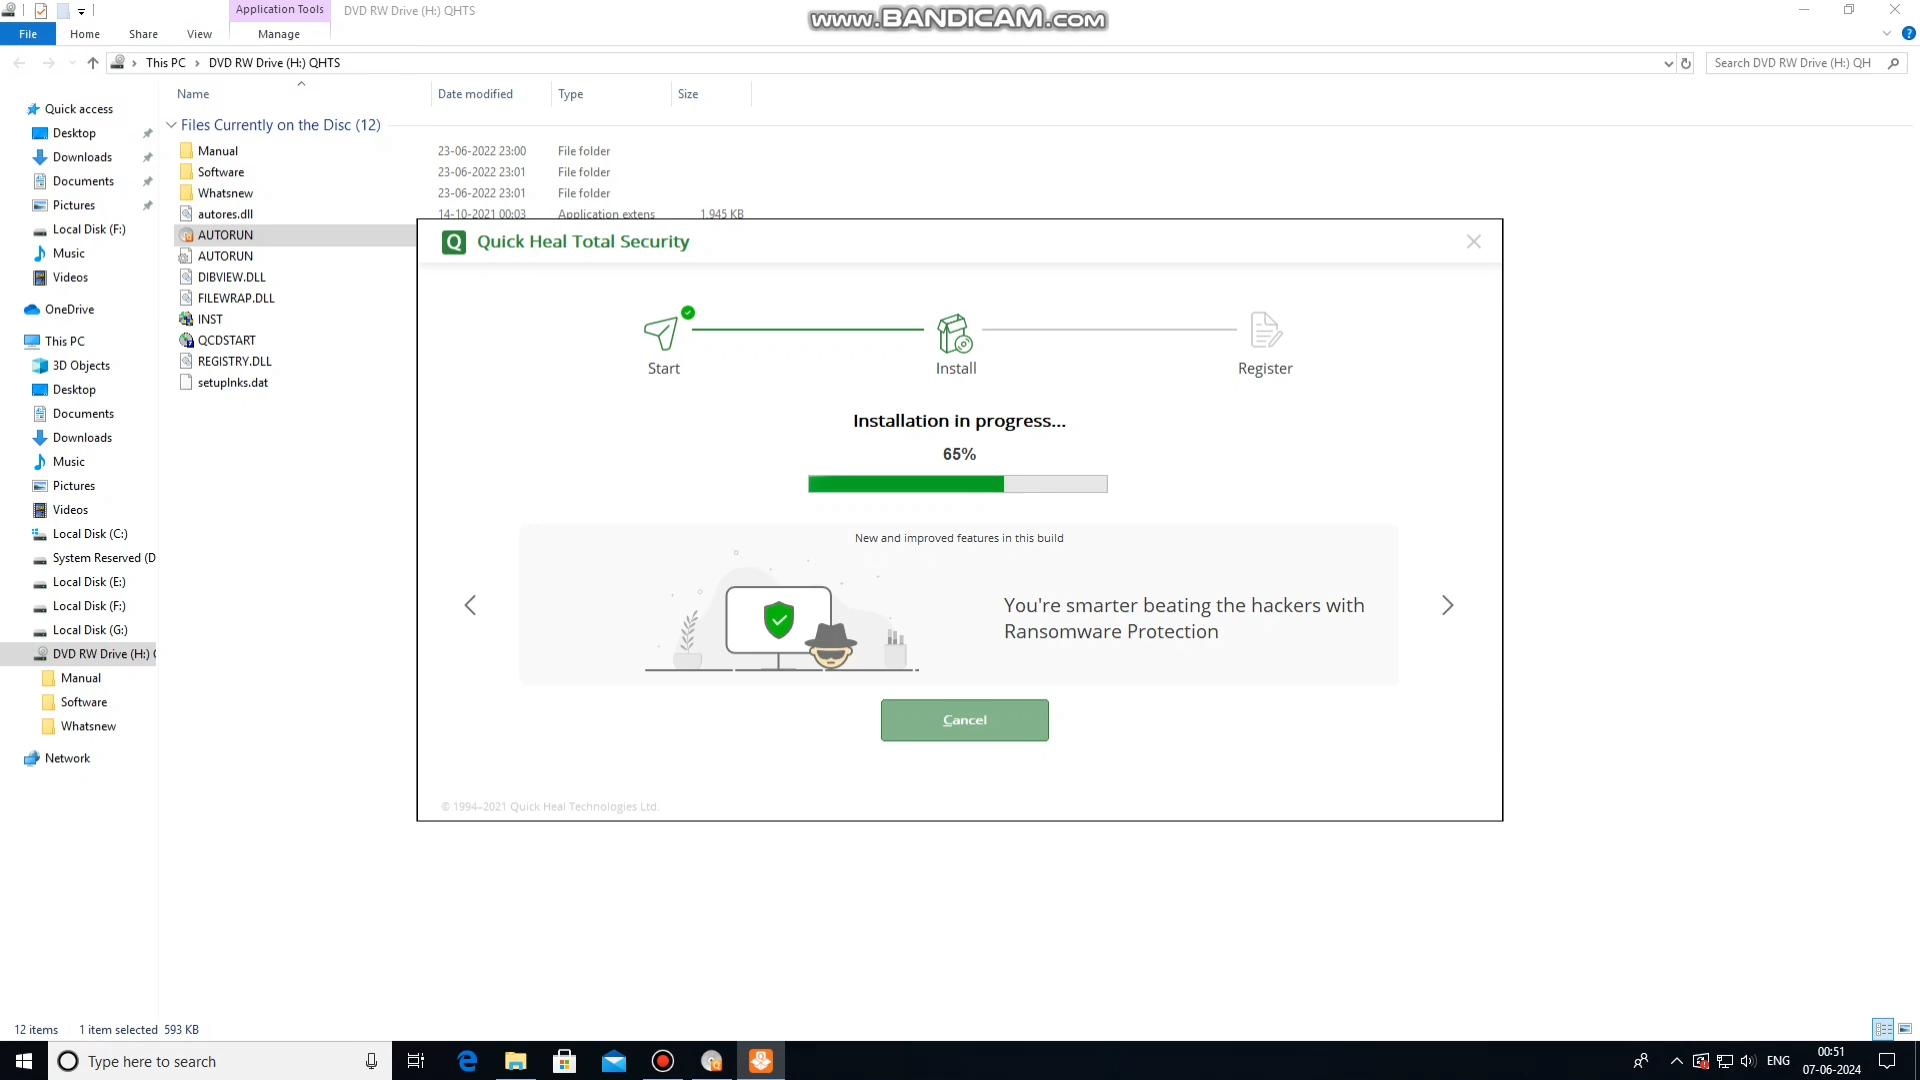 Application Tools
DVD RW Drive (H:) QHTS
www.BANDICAM.com
File
Home
Share
View
Manage
This PC
DVD RW Drive (H:) QHTS
Search DVD RW Drive (H:) QH
Name
Date modified
Type
Size
Files Currently on the Disc (12)
Manual 23-06-2022 23:00 File folder
Software 23-06-2022 23:01 File folder
Whatsnew 23-06-2022 23:01 File folder
autores.dll 14-10-2021 00:03 Application extens 1,945 KB
AUTORUN
AUTORUN
DIBVIEW.DLL
FILEWRAP.DLL
INST
QCDSTART
REGISTRY.DLL
setuplnks.dat
Quick access
Desktop
Downloads
Documents
Pictures
Local Disk (F:)
Music
Videos
OneDrive
This PC
3D Objects
Desktop
Documents
Downloads
Music
Pictures
Videos
Local Disk (C:)
System Reserved (D
Local Disk (E:)
Local Disk (F:)
Local Disk (G:)
DVD RW Drive (H:) (
Manual
Software
Whatsnew
Network
Q Quick Heal Total Security
Start
Install
Register
Installation in progress...
65%
New and improved features in this build
You're smarter beating the hackers with
Ransomware Protection
Cancel
© 1994–2021 Quick Heal Technologies Ltd.
12 items 1 item selected 593 KB
Type here to search
ENG
00:51
07-06-2024